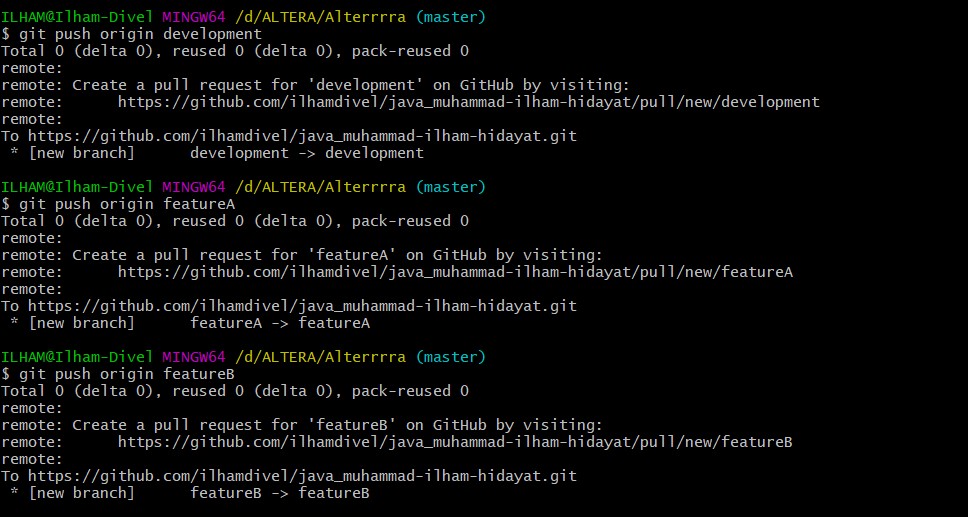 ILHAM@Ilham-Divel MINGW64 /d/ALTERA/Alterrrra (master)
$ git push origin development
Total 0 (delta 0), reused 0 (delta 0), pack-reused 0
remote:
remote: Create a pull request for 'development' on GitHub by visiting:
remote:      https://github.com/ilhamdivel/java_muhammad-ilham-hidayat/pull/new/development
remote:
To https://github.com/ilhamdivel/java_muhammad-ilham-hidayat.git
 * [new branch]      development -> development

ILHAM@Ilham-Divel MINGW64 /d/ALTERA/Alterrrra (master)
$ git push origin featureA
Total 0 (delta 0), reused 0 (delta 0), pack-reused 0
remote:
remote: Create a pull request for 'featureA' on GitHub by visiting:
remote:      https://github.com/ilhamdivel/java_muhammad-ilham-hidayat/pull/new/featureA
remote:
To https://github.com/ilhamdivel/java_muhammad-ilham-hidayat.git
 * [new branch]      featureA -> featureA

ILHAM@Ilham-Divel MINGW64 /d/ALTERA/Alterrrra (master)
$ git push origin featureB
Total 0 (delta 0), reused 0 (delta 0), pack-reused 0
remote:
remote: Create a pull request for 'featureB' on GitHub by visiting:
remote:      https://github.com/ilhamdivel/java_muhammad-ilham-hidayat/pull/new/featureB
remote:
To https://github.com/ilhamdivel/java_muhammad-ilham-hidayat.git
 * [new branch]      featureB -> featureB